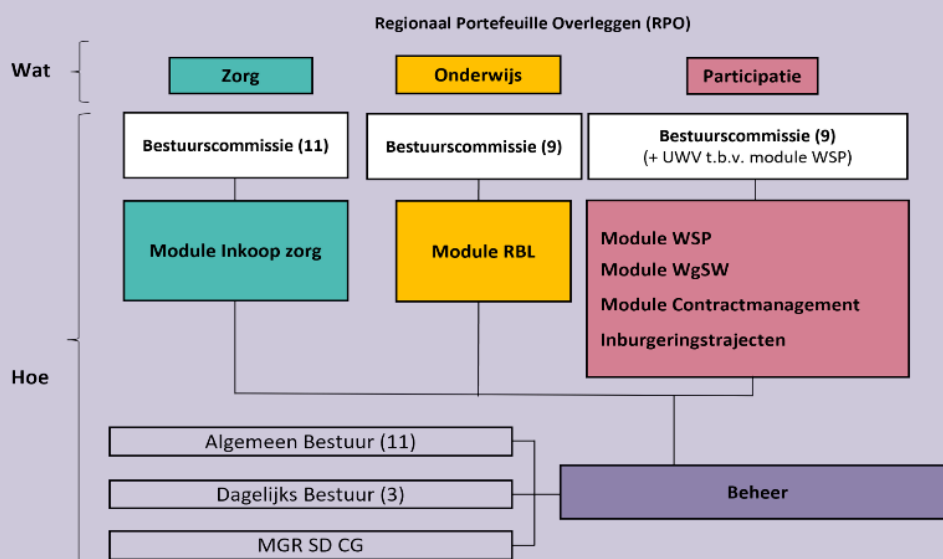 Regionaal Portefeuille Overleggen (RPO)
Wat
Zorg
Onderwijs
Participatie
Bestuurscommissie (11)
Bestuurscommissie (9)
Bestuurscommissie (9)
(+ UWV t.b.v. module WSP)
Module Inkoop zorg
Module RBL
Module WSP
Module WgSW
Module Contractmanagement
Inburgeringstrajecten
Hoe
Algemeen Bestuur (11)
Dagelijks Bestuur (3)
MGR SD CG
Beheer